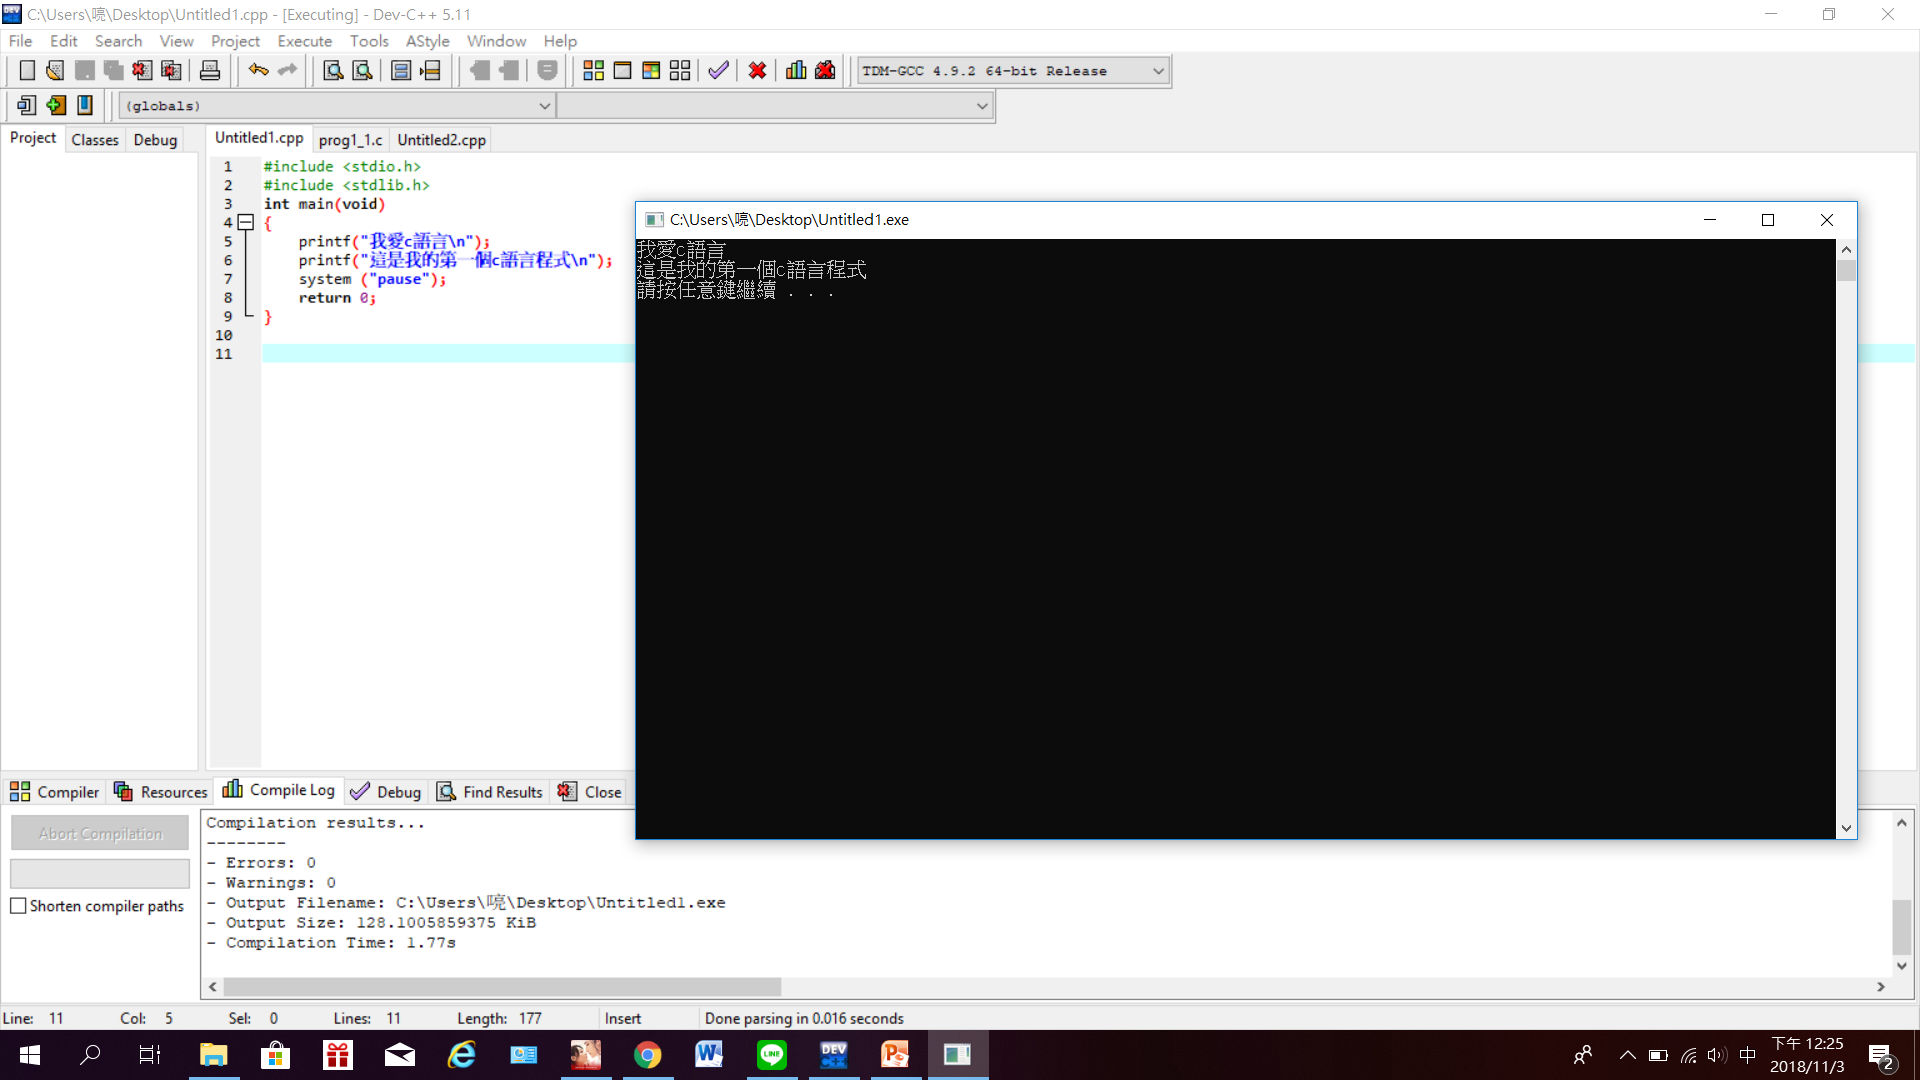 C:\Users\喨\Desktop\Untitled1.cpp - [Executing] - Dev-C++ 5.11
File Edit Search View Project Execute Tools AStyle Window Help
TDM-GCC 4.9.2 64-bit Release
(globals)
Project Classes Debug
Untitled1.cpp prog1_1.c Untitled2.cpp
1 #include <stdio.h>
2 #include <stdlib.h>
3 int main(void)
4 {
5 printf("我愛c語言\n");
6 printf("這是我的第一個c語言程式\n");
7 system ("pause");
8 return 0;
9 }
10
11
C:\Users\喨\Desktop\Untitled1.exe
我愛c語言
這是我的第一個c語言程式
請按任意鍵繼續 . . .
Compiler Resources Compile Log Debug Find Results Close
Abort Compilation
Shorten compiler paths
Compilation results...
--------
- Errors: 0
- Warnings: 0
- Output Filename: C:\Users\喨\Desktop\Untitled1.exe
- Output Size: 128.1005859375 KiB
- Compilation Time: 1.77s
Line: 11 Col: 5 Sel: 0 Lines: 11 Length: 177 Insert Done parsing in 0.016 seconds
LINE
DEV C++
中
下午 12:25
2018/11/3
2